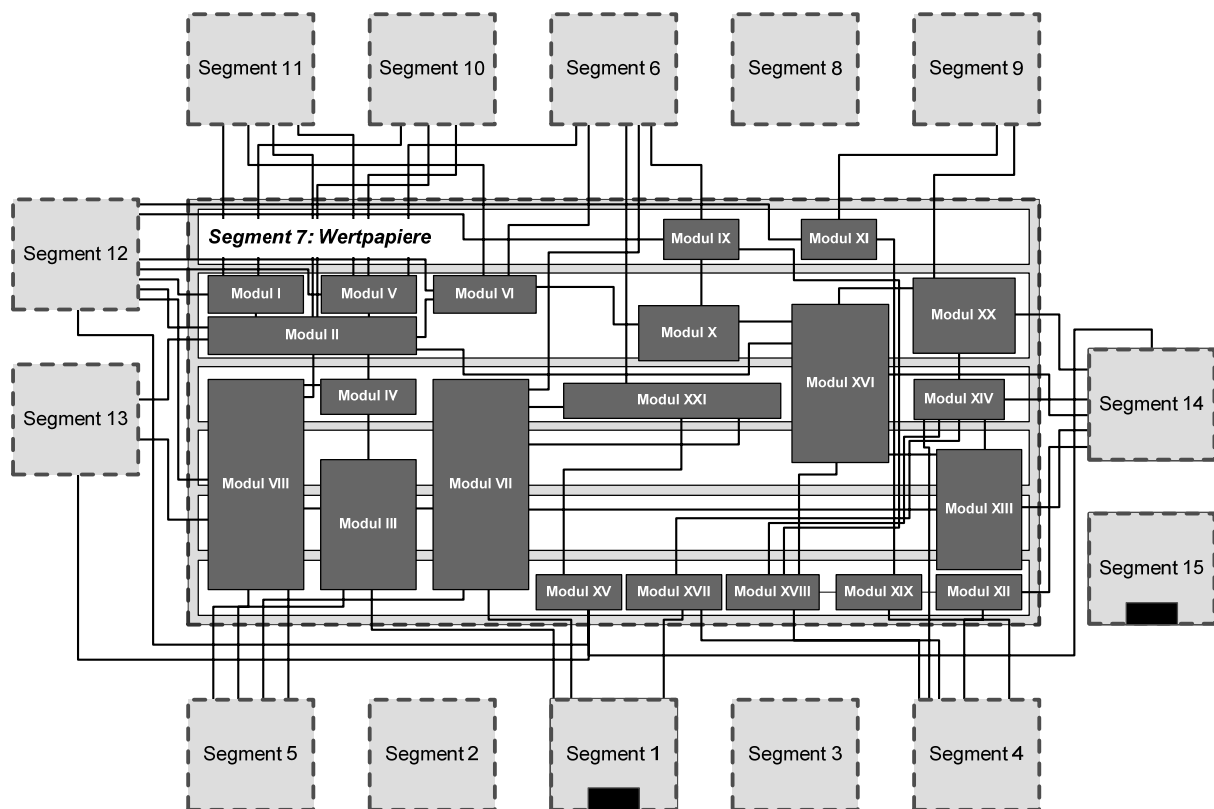 Segment 11
Segment 10
Segment 6
Segment 8
Segment 9
Segment 12
Segment 7: Wertpapiere
Modul IX
Modul XI
Modul I
Modul V
Modul VI
Modul XX
Modul II
Modul X
Modul XVI
Segment 13
Modul IV
Modul XXI
Modul XIV
Segment 14
Modul VIII
Modul VII
Modul III
Modul XIII
Segment 15
Modul XV
Modul XVII
Modul XVIII
Modul XIX
Modul XII
Segment 5
Segment 2
Segment 1
Segment 3
Segment 4